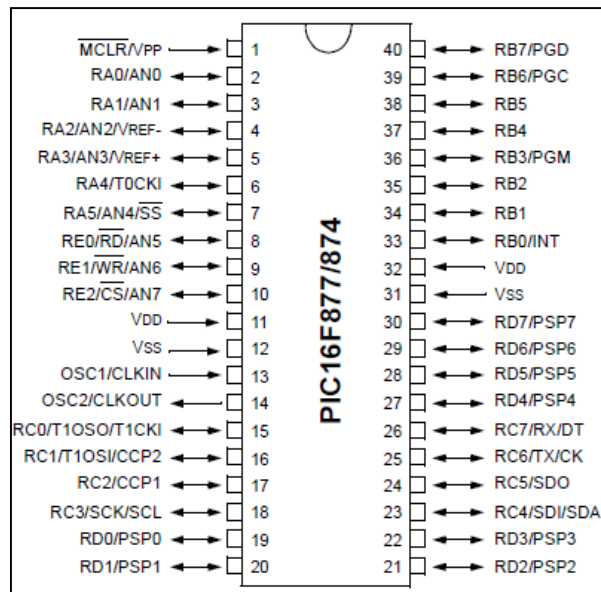 MCLR/VPP 1 40 RB7/PGD
RA0/AN0 2 39 RB6/PGC
RA1/AN1 3 38 RB5
RA2/AN2/VREF- 4 37 RB4
RA3/AN3/VREF+ 5 36 RB3/PGM
RA4/T0CKI 6 35 RB2
RA5/AN4/SS 7 34 RB1
RE0/RD/AN5 8 33 RB0/INT
RE1/WR/AN6 9 32 VDD
RE2/CS/AN7 10 31 VSS
VDD 11 30 RD7/PSP7
VSS 12 29 RD6/PSP6
OSC1/CLKIN 13 28 RD5/PSP5
OSC2/CLKOUT 14 27 RD4/PSP4
RC0/T1OSO/T1CKI 15 26 RC7/RX/DT
RC1/T1OSI/CCP2 16 25 RC6/TX/CK
RC2/CCP1 17 24 RC5/SDO
RC3/SCK/SCL 18 23 RC4/SDI/SDA
RD0/PSP0 19 22 RD3/PSP3
RD1/PSP1 20 21 RD2/PSP2
PIC16F877/874